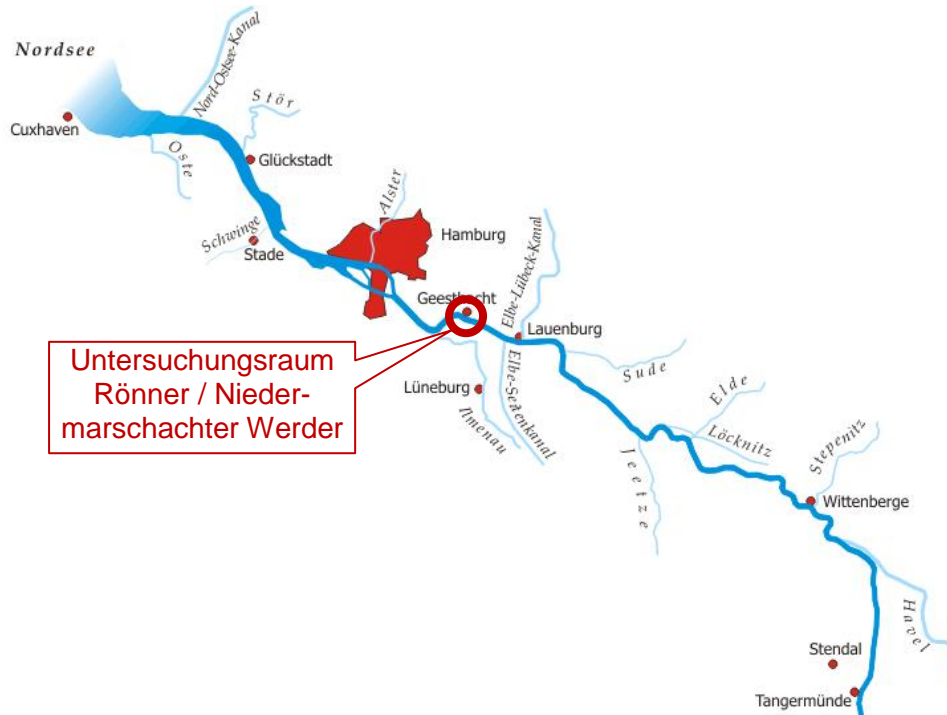 Nordsee
Nord-Ostsee-Kanal
Stör
Cuxhaven
Oste
Glückstadt
Alster
Schwinge
Stade
Hamburg
Elbe-Lübeck-Kanal
Geesthacht
Lauenburg
Untersuchungsraum
Rönner / Nieder-
marschachter Werder
Lüneburg
Elbe-Seitenkanal
Sude
Ilmenau
Elde
Löcknitz
Jeetze
Stepenitz
Wittenberge
Havel
Stendal
Tangermünde